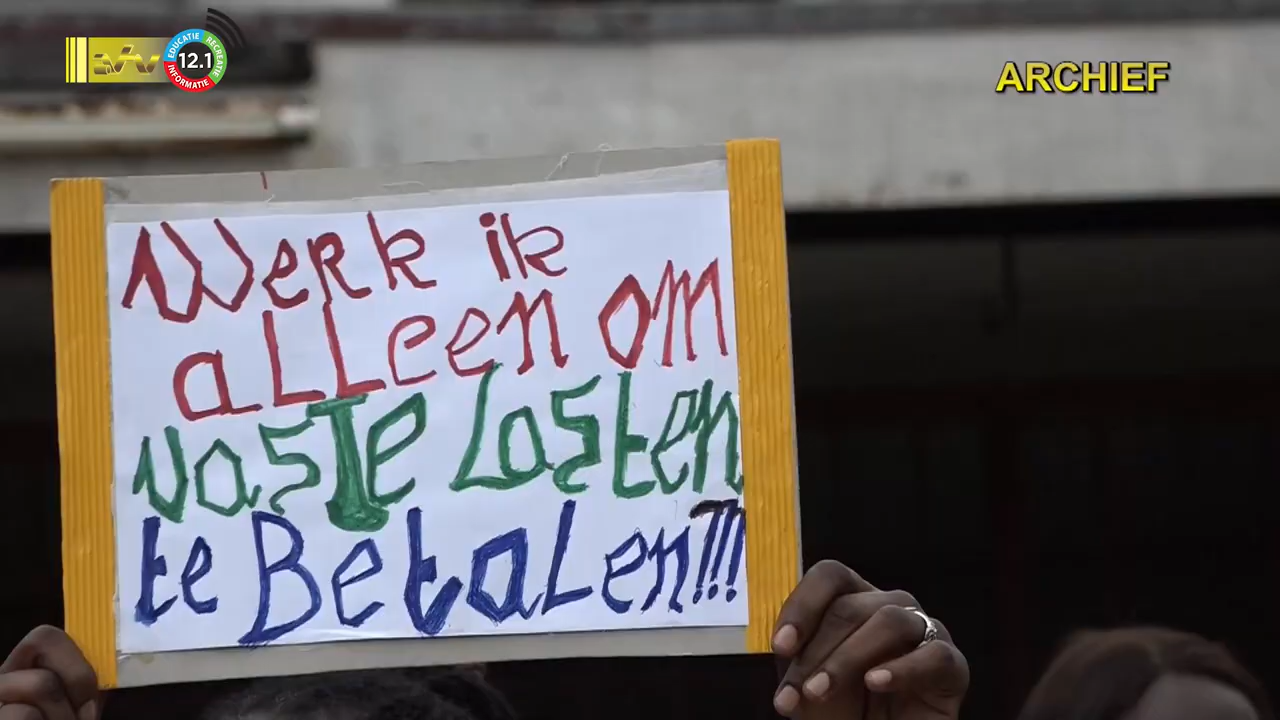 EDUCATIE RECREATIE INFORMATIE
12.1
ARCHIEF
Werk ik
alleen om
vaste Lasten
te BetaLen!!!